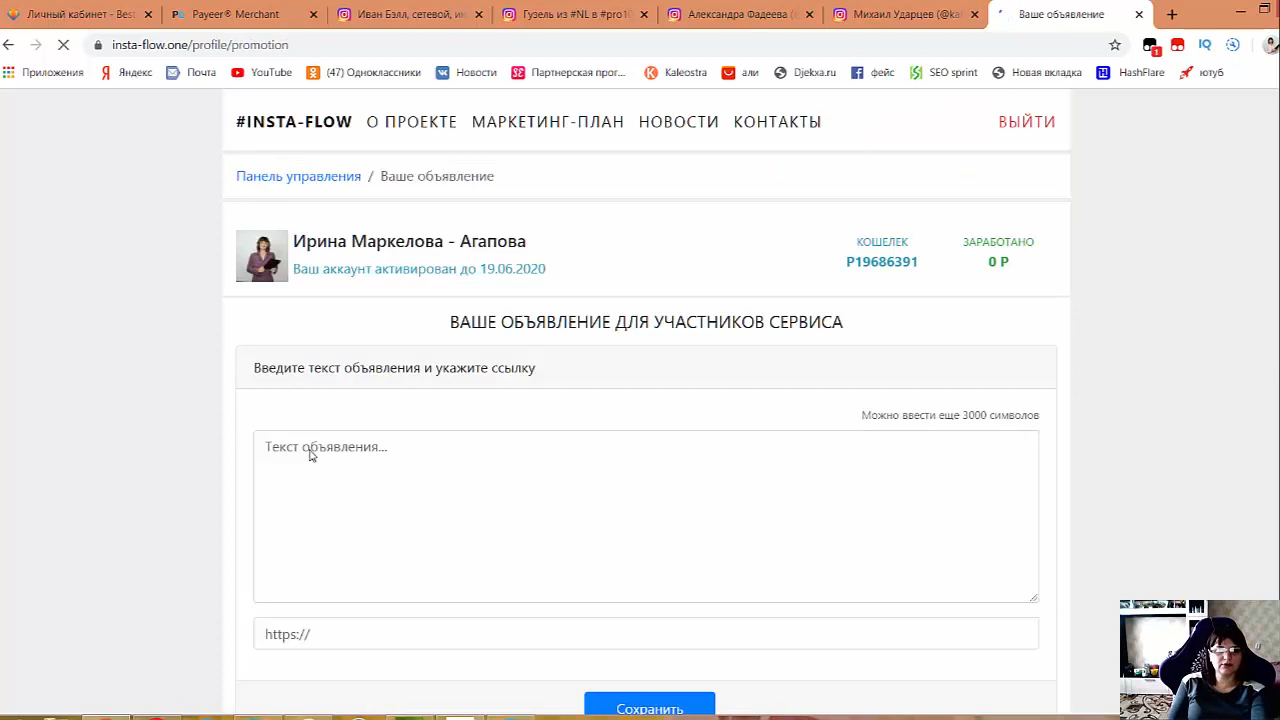 Личный кабинет - Best
Payeer® Merchant
Иван Бэлл, сетевой, ин
Гузель из #NL в #pro10
Александра Фадеева (
Михаил Ударцев (@ka
Ваше объявление
insta-flow.one/profile/promotion
1
IQ
Приложения
Яндекс
Почта
YouTube
(47) Одноклассники
Новости
Партнерская прог...
Kaleostra
али
Djekxa.ru
фейс
SEO sprint
Новая вкладка
HashFlare
ютуб
#INSTA-FLOW О ПРОЕКТЕ МАРКЕТИНГ-ПЛАН НОВОСТИ КОНТАКТЫ ВЫЙТИ
Панель управления / Ваше объявление
Ирина Маркелова - Агапова
Ваш аккаунт активирован до 19.06.2020
КОШЕЛЕК
P19686391
ЗАРАБОТАНО
0 Р
ВАШЕ ОБЪЯВЛЕНИЕ ДЛЯ УЧАСТНИКОВ СЕРВИСА
Введите текст объявления и укажите ссылку
Можно ввести еще 3000 символов
Текст объявления...
https://
Сохранить